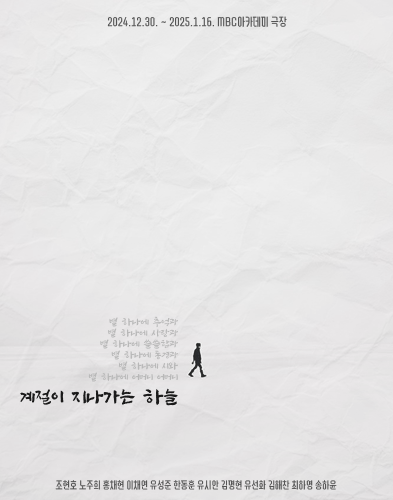 2024.12.30. ~ 2025.1.16. MBC아카데미 극장
별 하나에 추억과
별 하나에 사랑과
별 하나에 쓸쓸함과
별 하나에 동경과
별 하나에 시와
별 하나에 어머니 어머니
계절이 지나가는 하늘
조현호 노주희 홍채현 이채연 유성준 한동훈 유시안 김명현 유선화 김해찬 최하영 송하윤